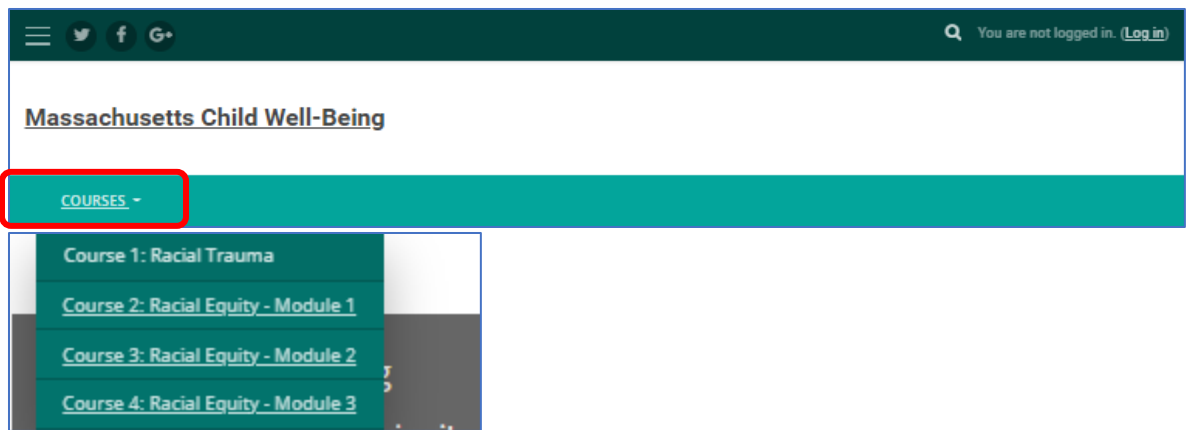 You are not logged in. (Log in)
Massachusetts Child Well-Being
COURSES
Course 1: Racial Trauma
Course 2: Racial Equity - Module 1
Course 3: Racial Equity - Module 2
Course 4: Racial Equity - Module 3